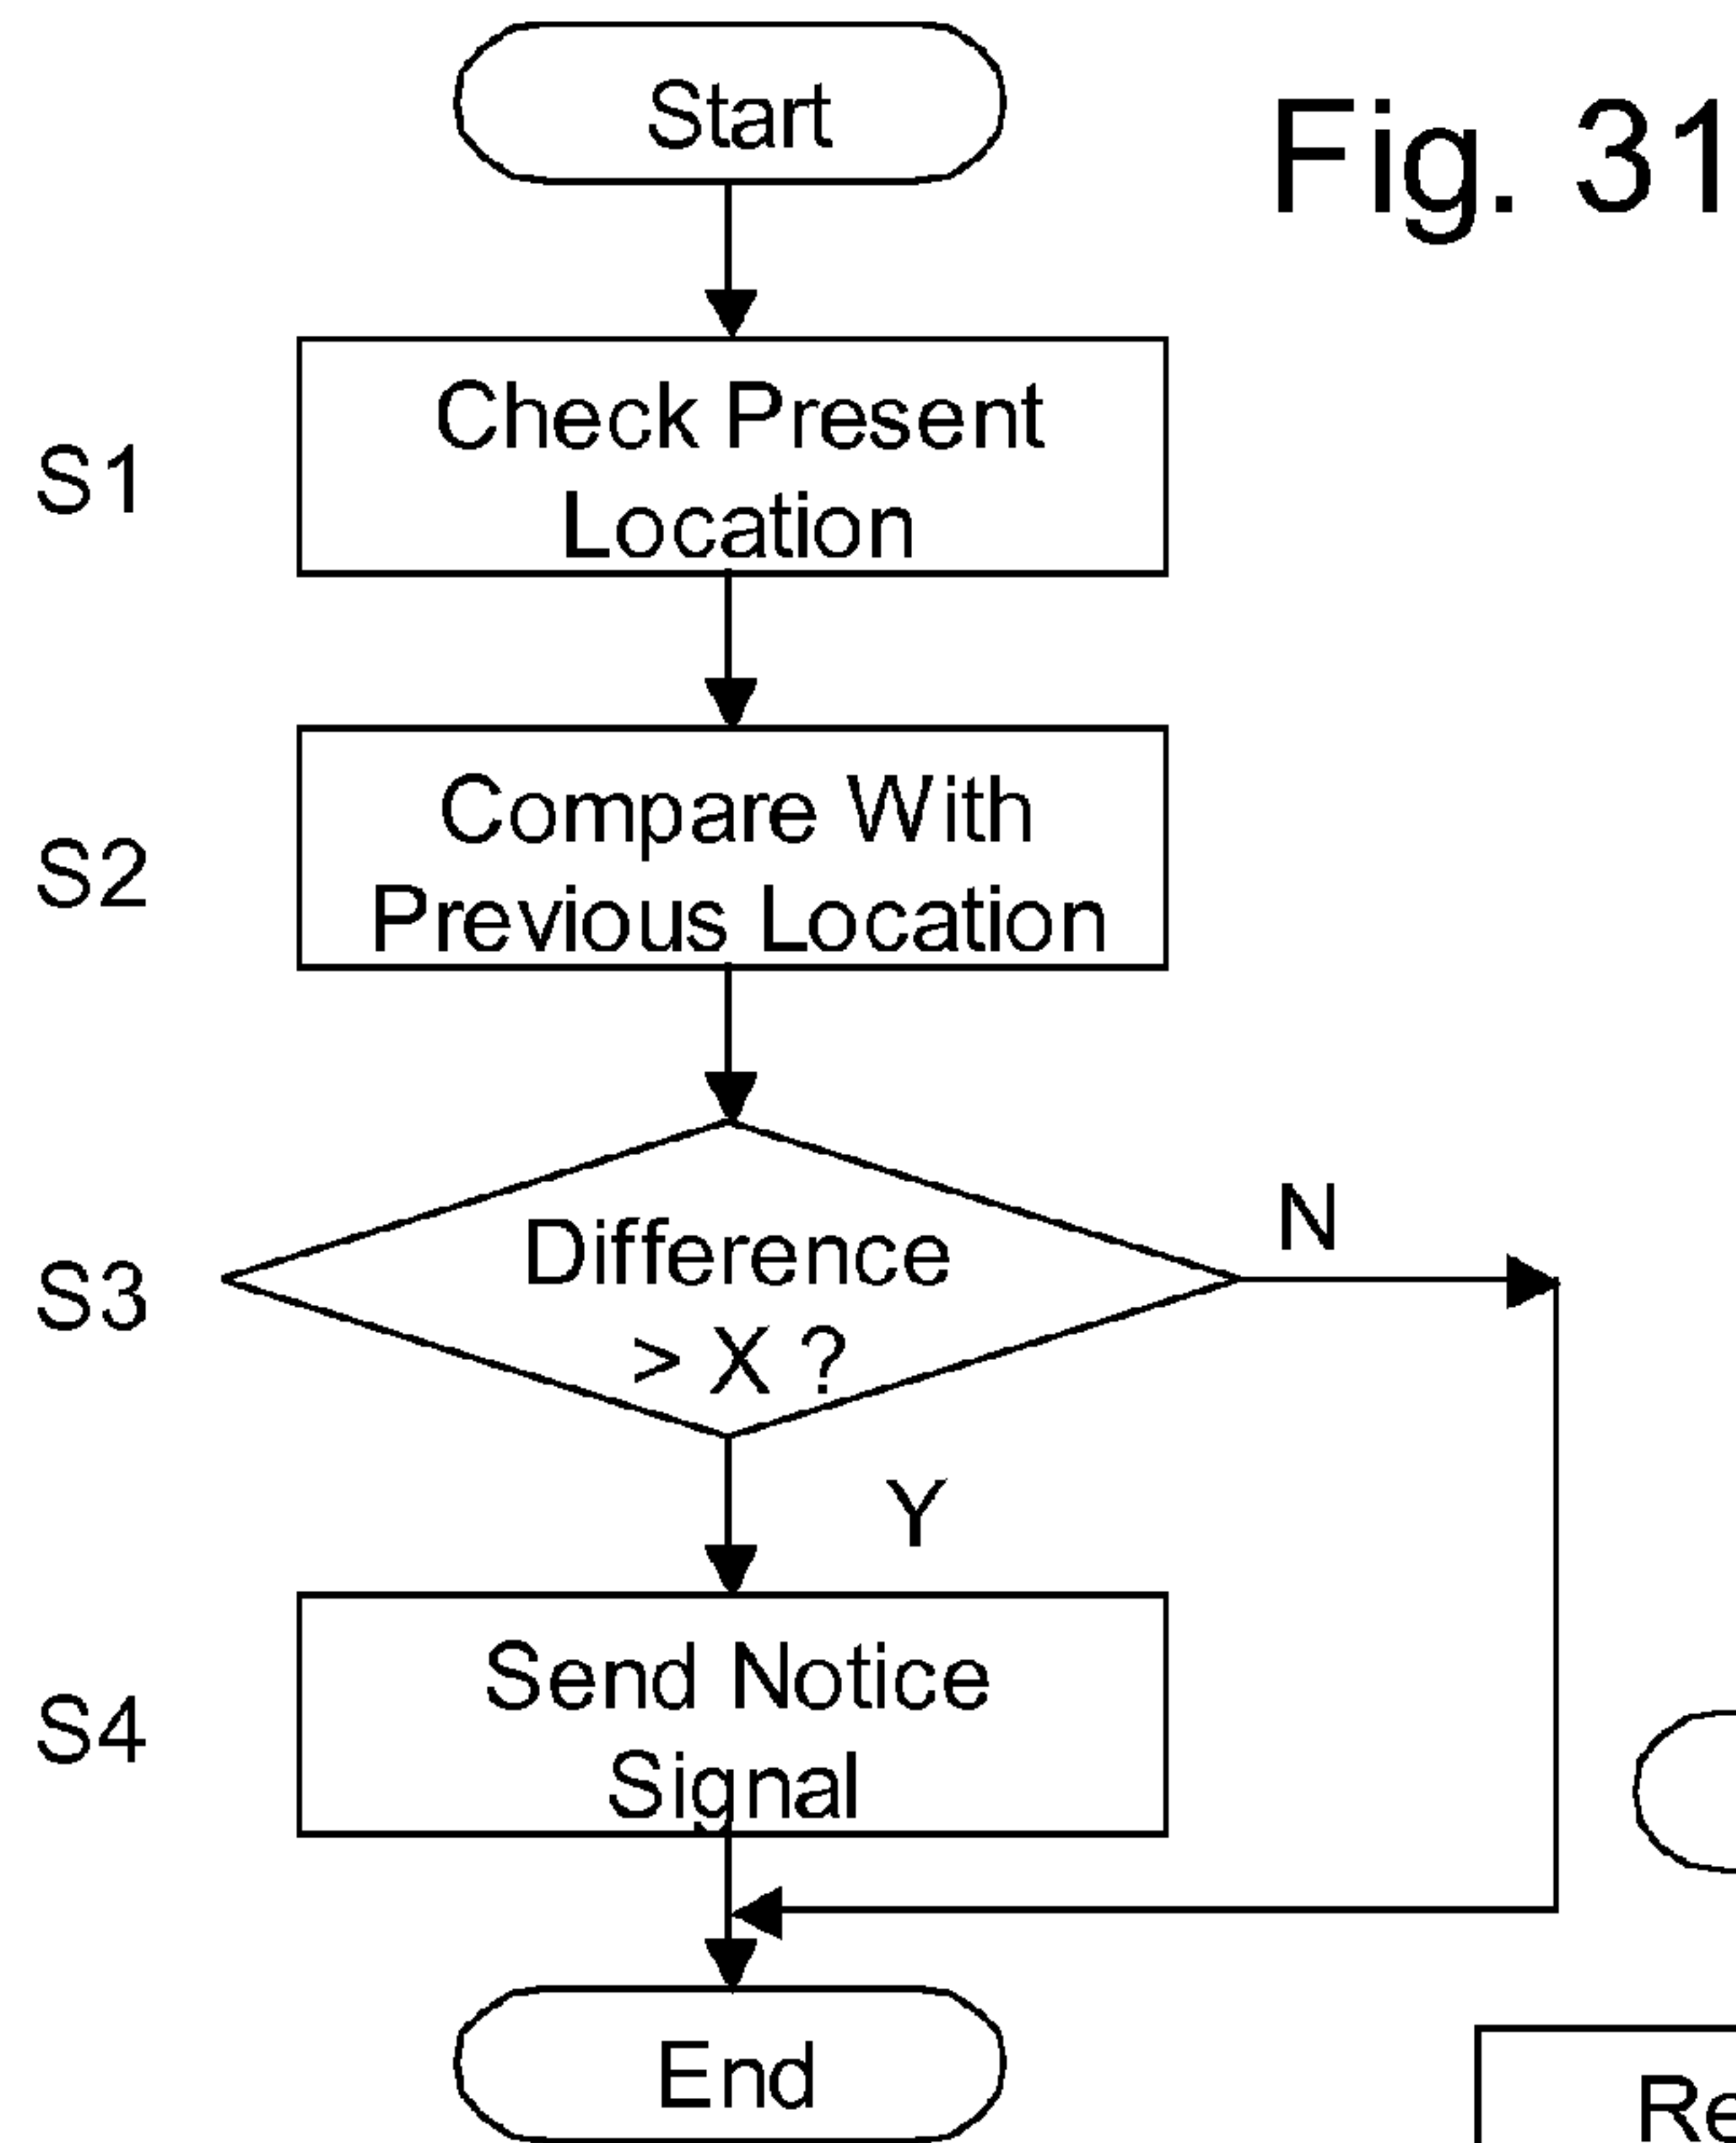 Start
Fig. 31
S1
Check Present
Location
S2
Compare With
Previous Location
S3
Difference
> X ?
N
Y
S4
Send Notice
Signal
End